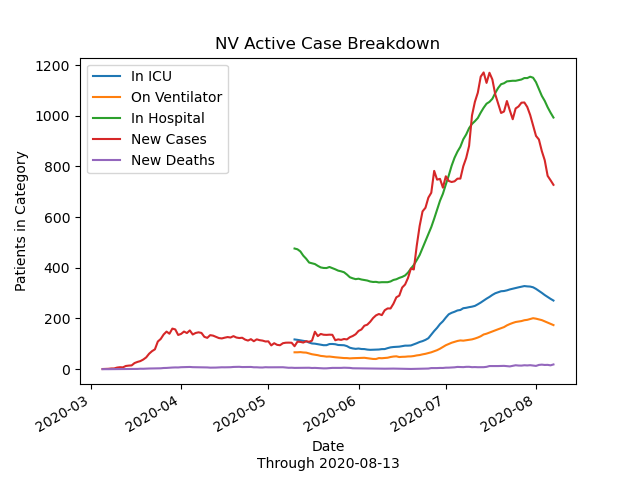 NV Active Case Breakdown
In ICU
On Ventilator
In Hospital
New Cases
New Deaths
Patients in Category
1200
1000
800
600
400
200
0
2020-03
2020-04
2020-05
2020-06
2020-07
2020-08
Date
Through 2020-08-13